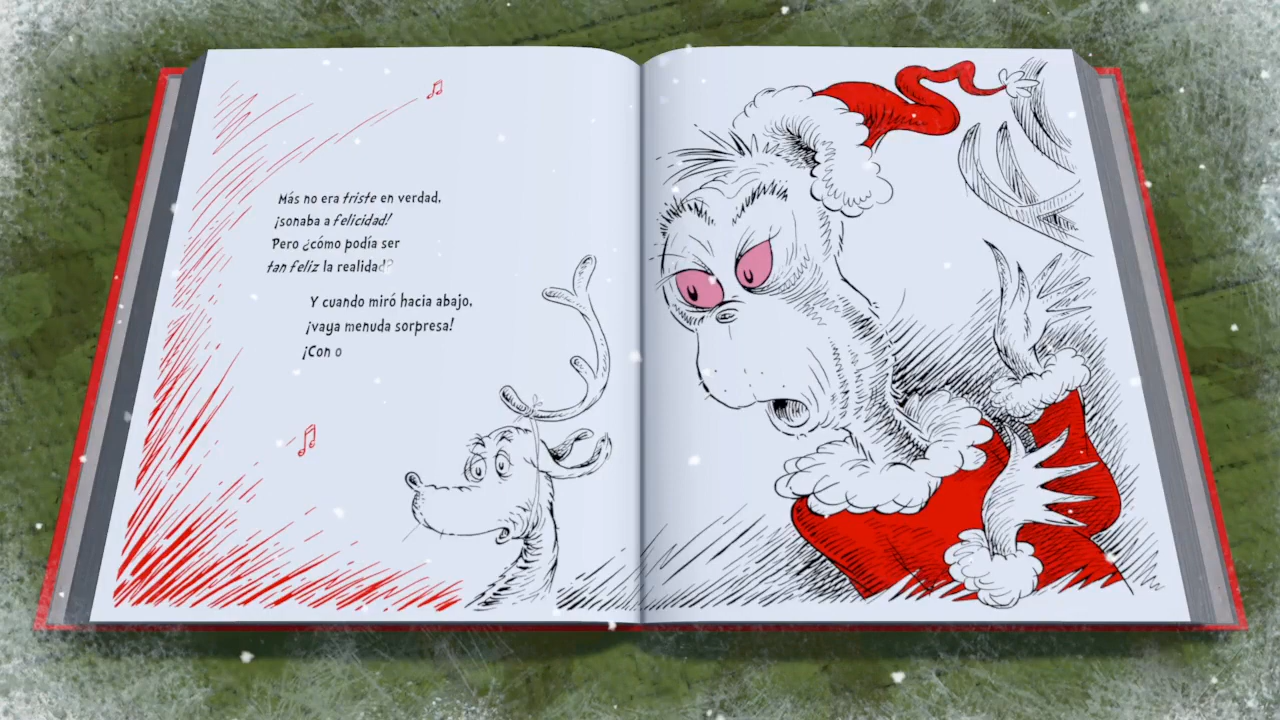 Más no era triste en verdad,
¡sonaba a felicidad!
Pero ¿cómo podía ser
tan feliz la realidad?
Y cuando miró hacia abajo,
¡vaya menuda sorpresa!
¡Con o